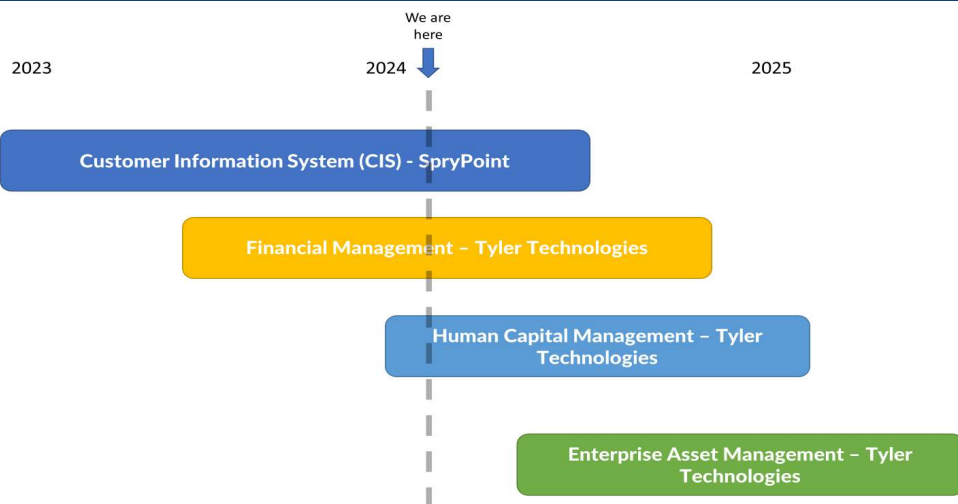 We are
here
2023
2024
2025
Customer Information System (CIS) - SpryPoint
Financial Management – Tyler Technologies
Human Capital Management – Tyler
Technologies
Enterprise Asset Management – Tyler
Technologies